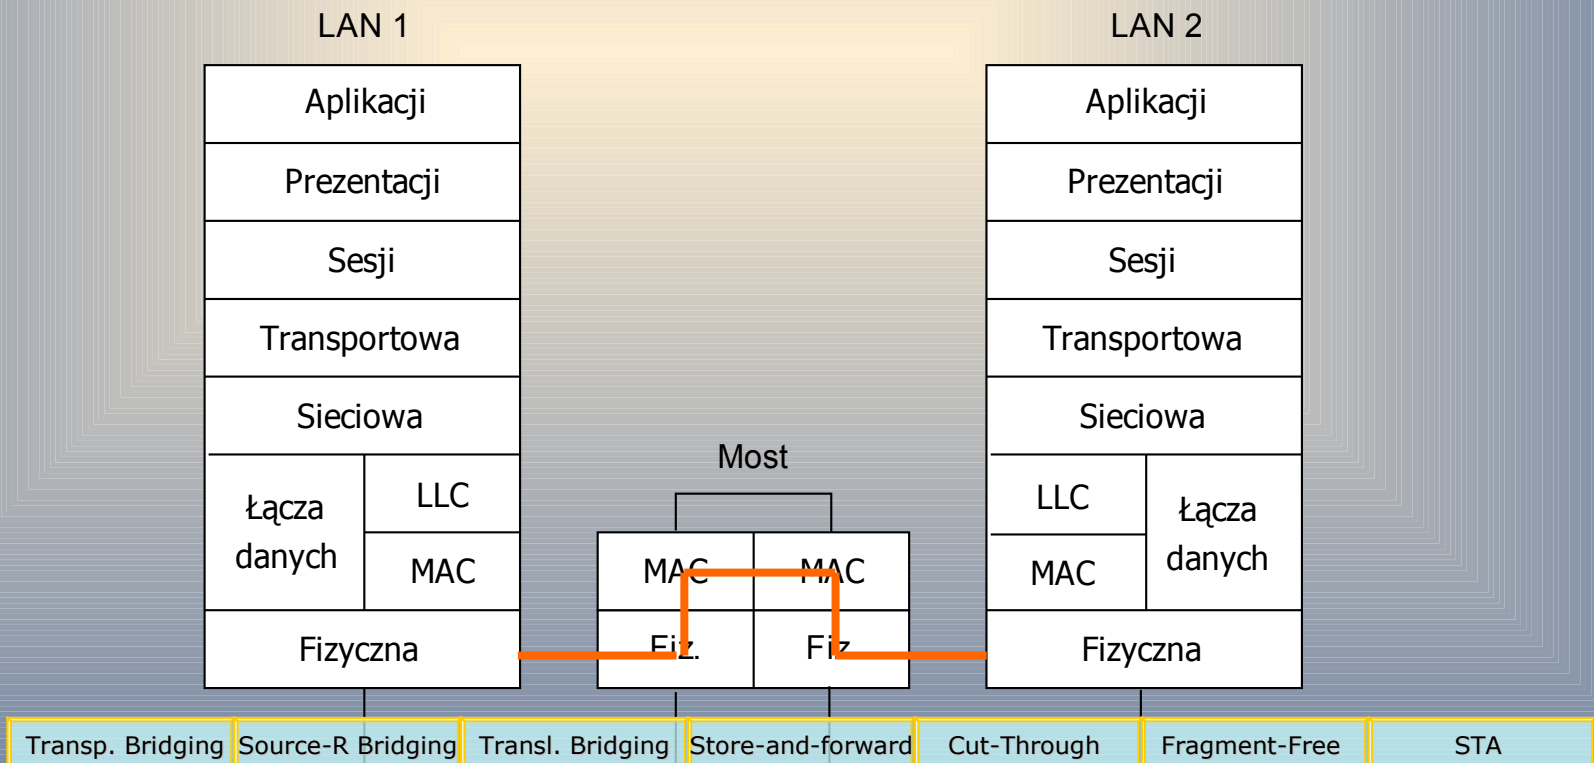 LAN 1
LAN 2
Aplikacji
Prezentacji
Sesji
Transportowa
Sieciowa
Łącza
danych
LLC
MAC
Fizyczna
Most
MAC
MAC
Fiz.
Fiz.
Aplikacji
Prezentacji
Sesji
Transportowa
Sieciowa
LLC
MAC
Łącza
danych
Fizyczna
Transp. Bridging
Source-R Bridging
Transl. Bridging
Store-and-forward
Cut-Through
Fragment-Free
STA